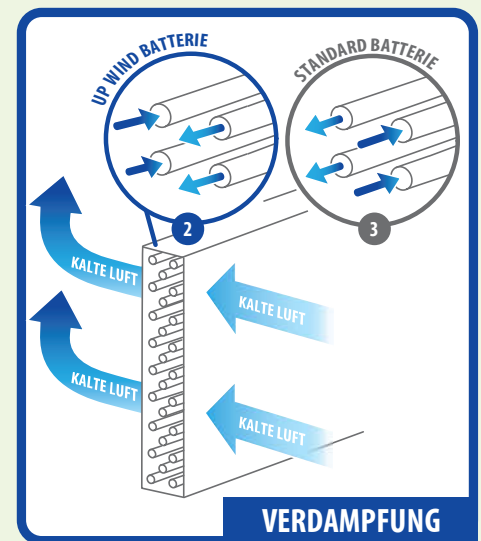 UP WIND BATTERIE
STANDARD BATTERIE
2
3
KALTE LUFT
KALTE LUFT
KALTE LUFT
KALTE LUFT
VERDAMPFUNG